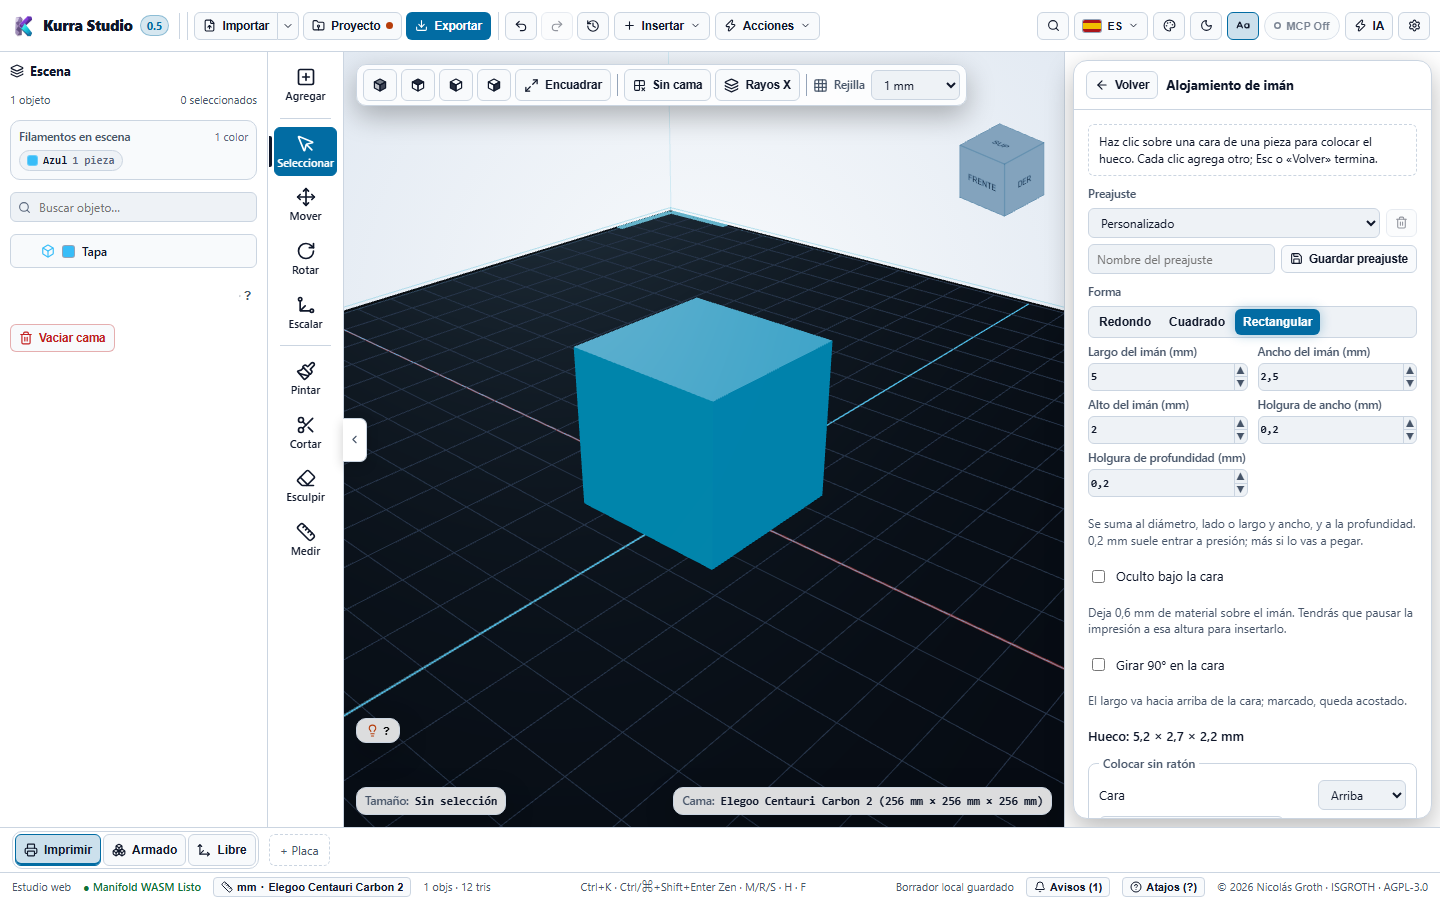 Kurra Studio 0.5
Importar
Proyecto
Exportar
Insertar
Acciones
ES
Aa
MCP Off
IA
Escena
1 objeto
0 seleccionados
Filamentos en escena
1 color
Azul 1 pieza
Buscar objeto...
Tapa
?
Vaciar cama
Agregar
Seleccionar
Mover
Rotar
Escalar
Pintar
Cortar
Esculpir
Medir
Encuadrar
Sin cama
Rayos X
Rejilla
1 mm
SUP
FRENTE
DER
?
Tamaño: Sin selección
Cama: Elegoo Centauri Carbon 2 (256 mm × 256 mm × 256 mm)
Volver
Alojamiento de imán
Haz clic sobre una cara de una pieza para colocar el
hueco. Cada clic agrega otro; Esc o «Volver» termina.
Preajuste
Personalizado
Nombre del preajuste
Guardar preajuste
Forma
Redondo
Cuadrado
Rectangular
Largo del imán (mm)
Ancho del imán (mm)
5
2,5
Alto del imán (mm)
Holgura de ancho (mm)
2
0,2
Holgura de profundidad (mm)
0,2
Se suma al diámetro, lado o largo y ancho, y a la profundidad.
0,2 mm suele entrar a presión; más si lo vas a pegar.
Oculto bajo la cara
Deja 0,6 mm de material sobre el imán. Tendrás que pausar la
impresión a esa altura para insertarlo.
Girar 90° en la cara
El largo va hacia arriba de la cara; marcado, queda acostado.
Hueco: 5,2 × 2,7 × 2,2 mm
Colocar sin ratón
Cara
Arriba
Imprimir
Armado
Libre
+ Placa
Estudio web
● Manifold WASM Listo
mm · Elegoo Centauri Carbon 2
1 objs · 12 tris
Ctrl+K · Ctrl/⌘+Shift+Enter Zen · M/R/S · H · F
Borrador local guardado
Avisos (1)
Atajos (?)
© 2026 Nicolás Groth · ISGROTH · AGPL-3.0